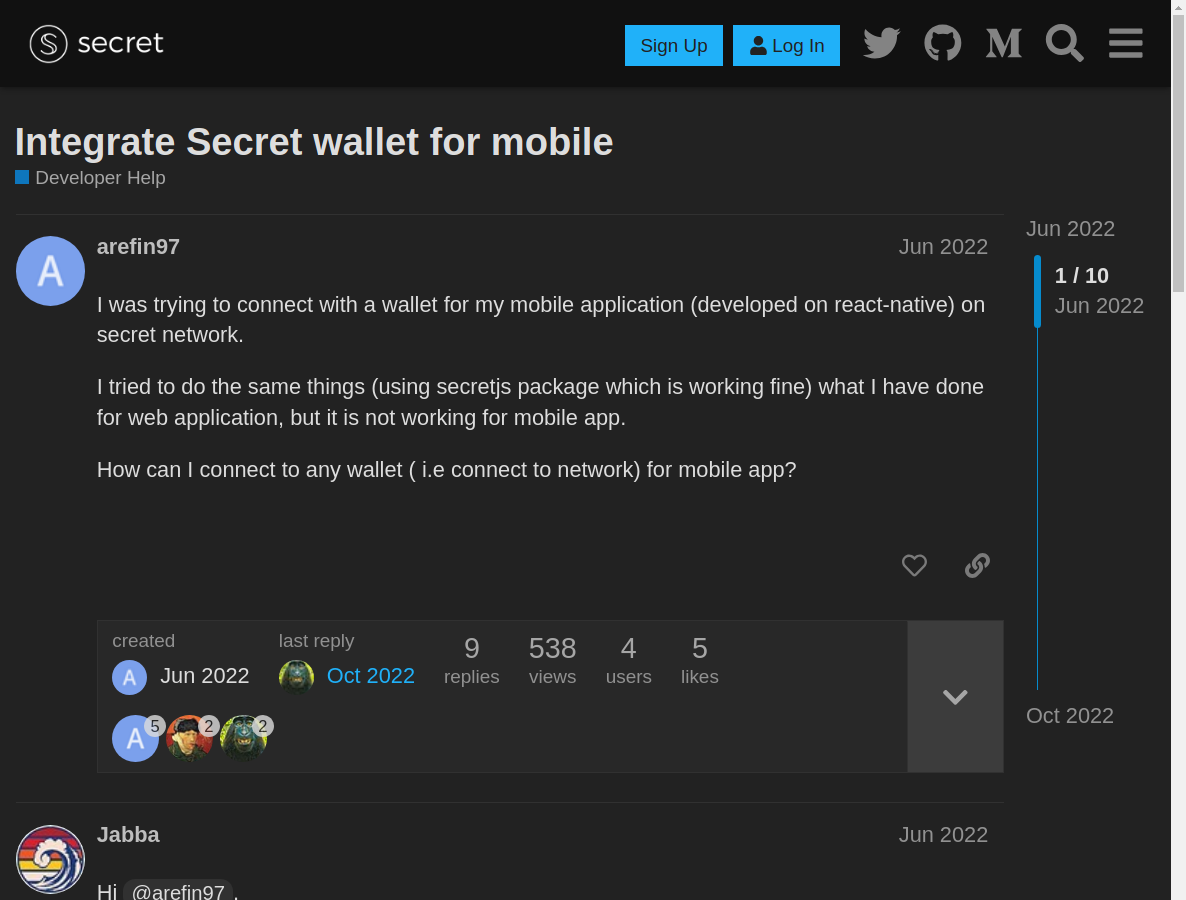 secret
Sign Up
Log In
Integrate Secret wallet for mobile
Developer Help
arefin97
Jun 2022
I was trying to connect with a wallet for my mobile application (developed on react-native) on
secret network.
I tried to do the same things (using secretjs package which is working fine) what I have done
for web application, but it is not working for mobile app.
How can I connect to any wallet ( i.e connect to network) for mobile app?
Jun 2022
1 / 10
Jun 2022
Oct 2022
created
A Jun 2022
last reply
Oct 2022
9
replies
538
views
4
users
5
likes
A 5 2 2
Jabba
Jun 2022
Hi @arefin97 ,